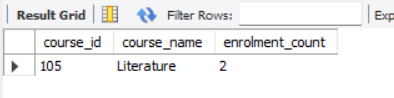 Result Grid Filter Rows: Exp
course_id course_name enrolment_count
105 Literature 2